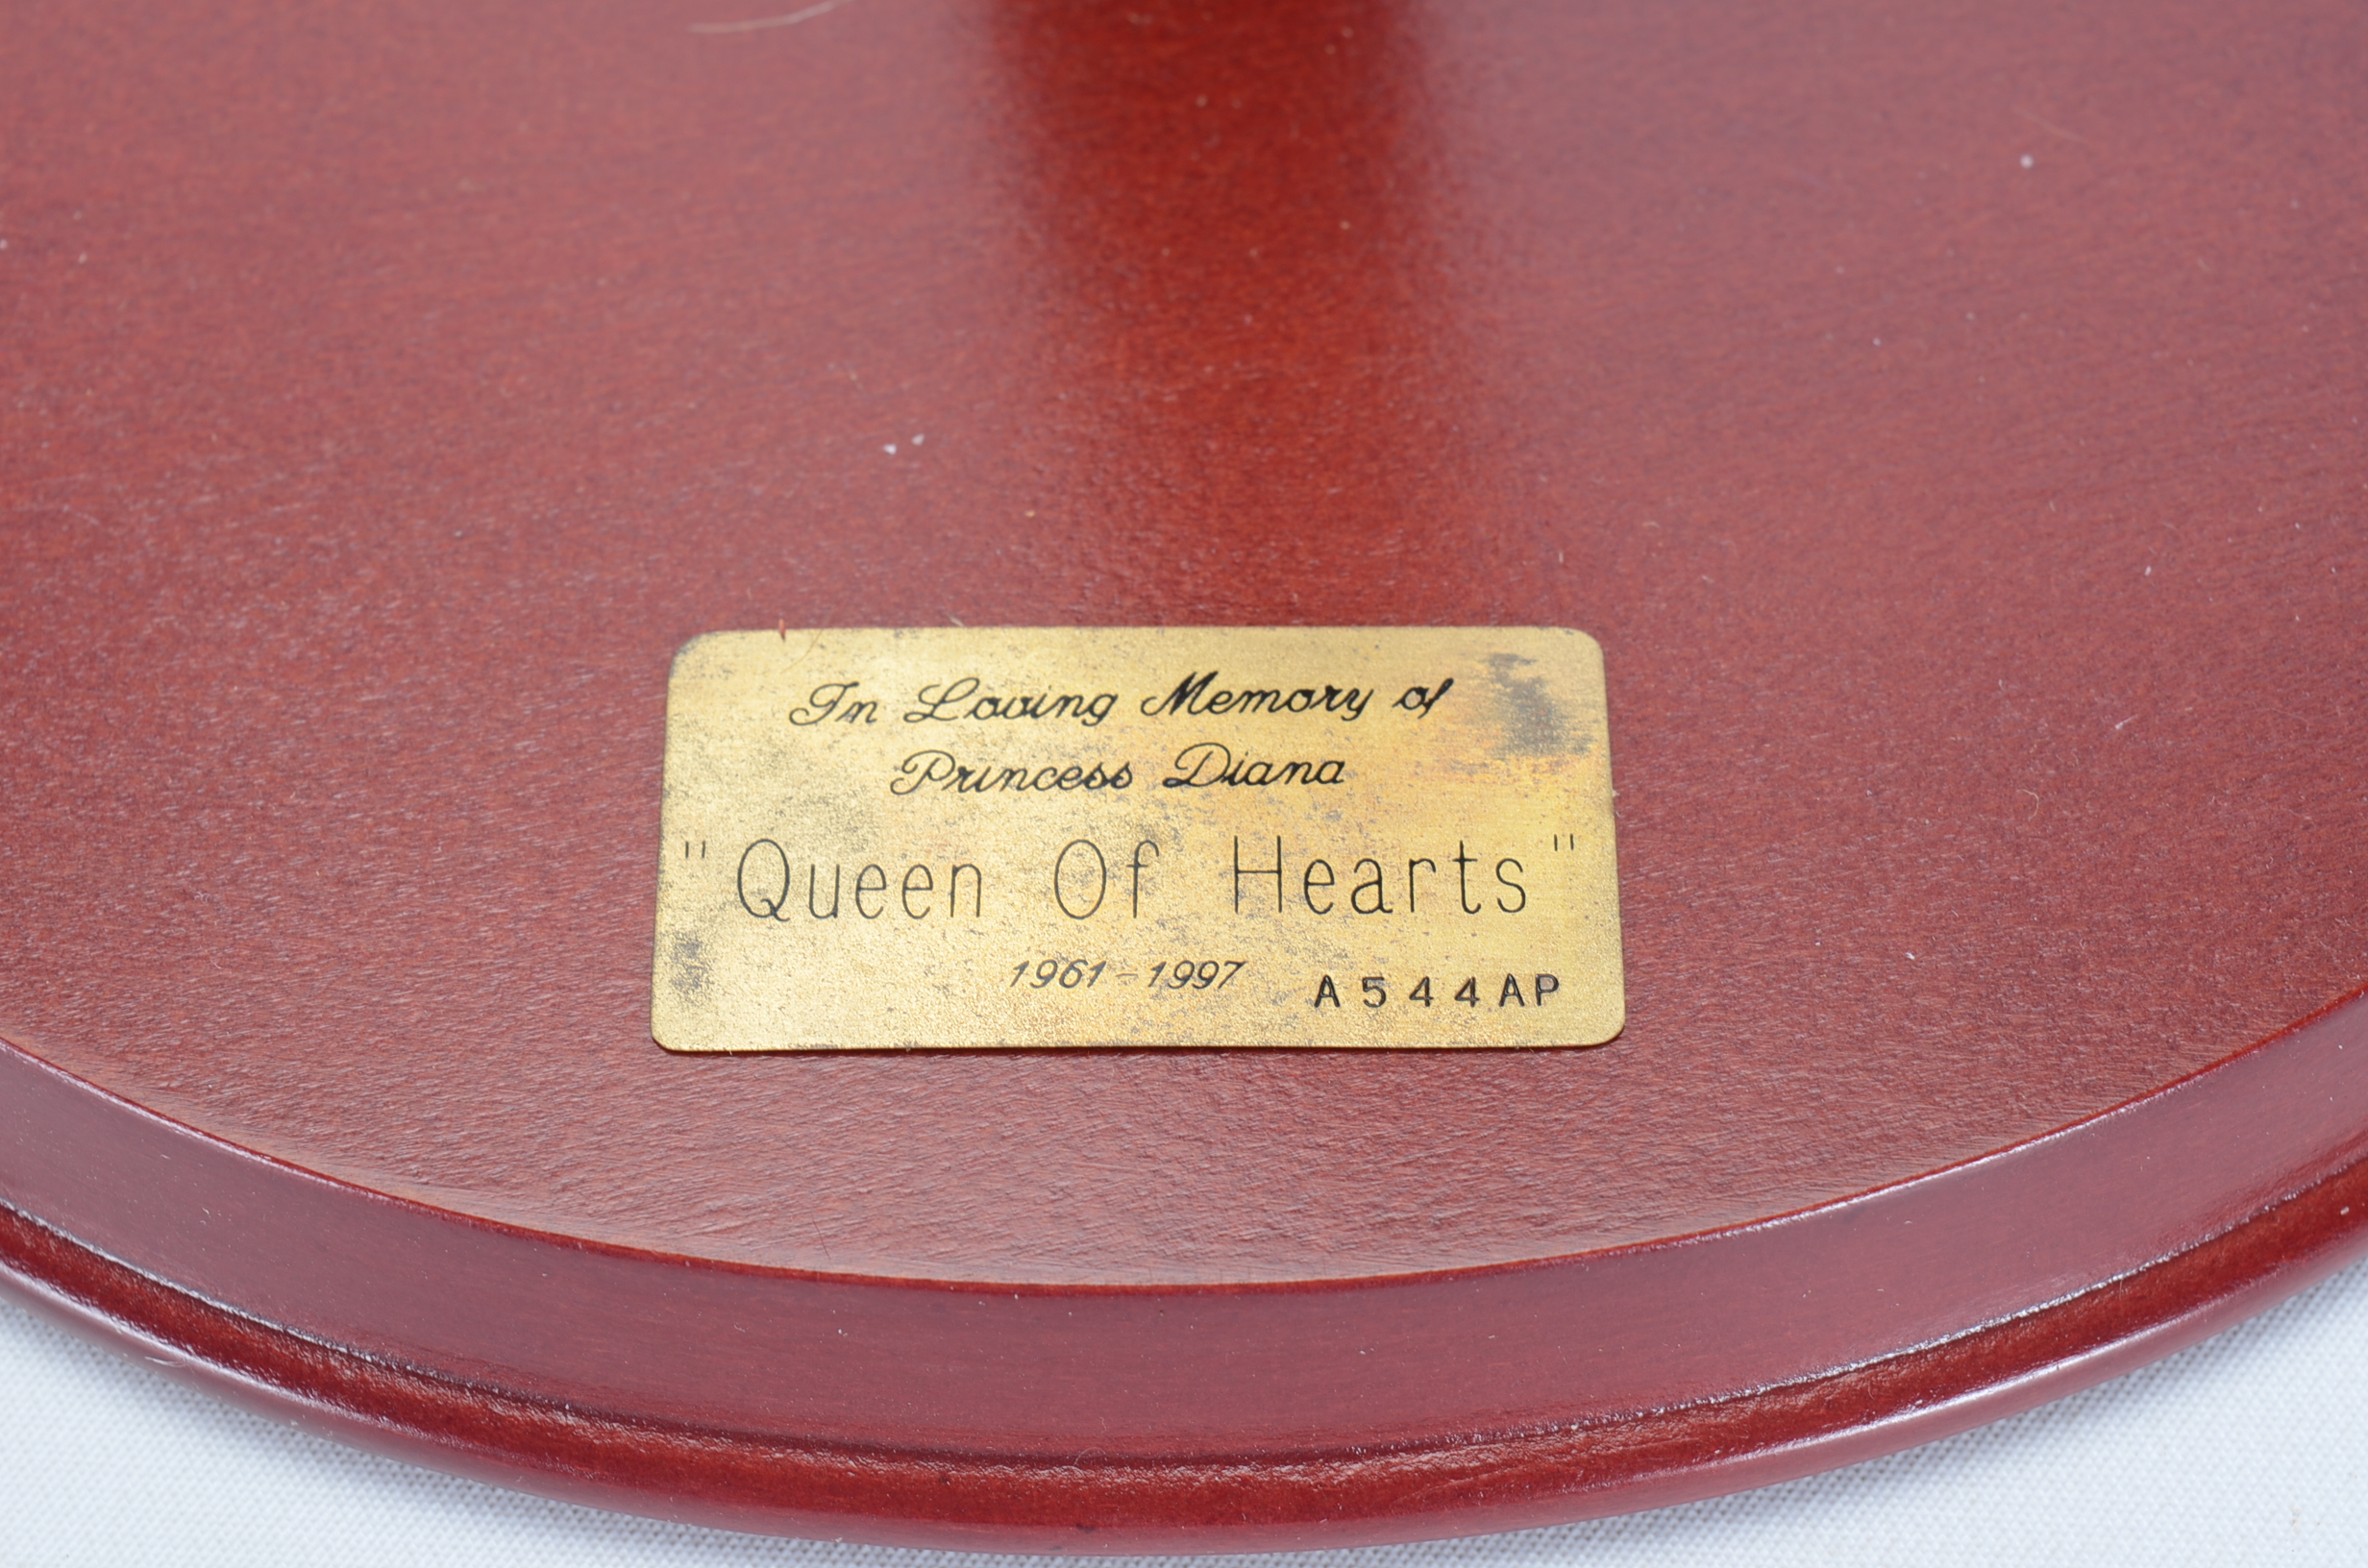 In Loving Memory of
Princess Diana
"Queen Of Hearts"
1961-1997 A544AP